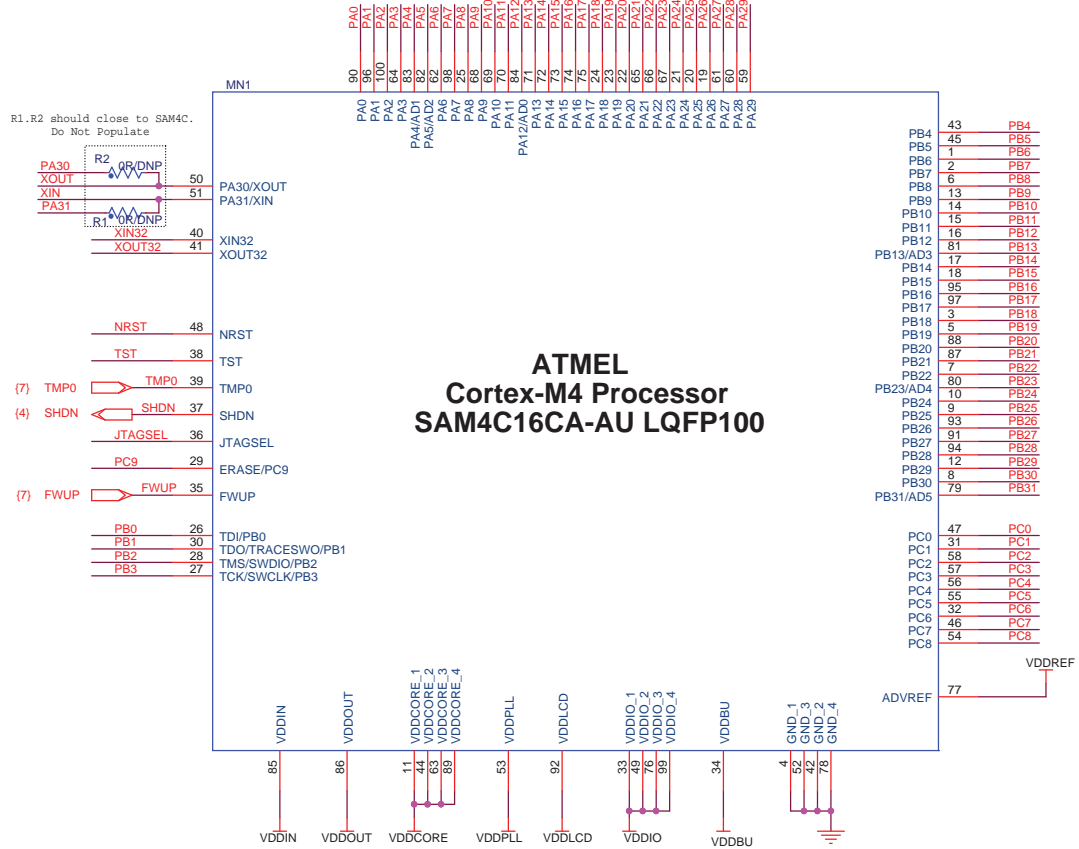 PA0 PA1 PA2 PA3 PA4 PA5 PA6 PA7 PA8 PA9 PA10 PA11 PA12 PA13 PA14 PA15 PA16 PA17 PA18 PA19 PA20 PA21 PA22 PA23 PA24 PA25 PA26 PA27 PA28 PA29
90 96 100 64 83 82 62 98 25 68 69 70 84 71 72 73 74 75 24 23 22 65 66 67 21 20 19 61 60 59
MN1
PA0 PA1 PA2 PA3 PA4/AD1 PA5/AD2 PA6 PA7 PA8 PA9 PA10 PA11 PA12/AD0 PA13 PA14 PA15 PA16 PA17 PA18 PA19 PA20 PA21 PA22 PA23 PA24 PA25 PA26 PA27 PA28 PA29
R1.R2 should close to SAM4C.
Do Not Populate
R2 0R/DNP
PA30
XOUT 50 PA30/XOUT
XIN 51 PA31/XIN
PA31
R1 0R/DNP
XIN32 40 XIN32
XOUT32 41 XOUT32
NRST 48 NRST
TST 38 TST
{7} TMP0 TMP0 39 TMP0
{4} SHDN SHDN 37 SHDN
JTAGSEL 36 JTAGSEL
PC9 29 ERASE/PC9
{7} FWUP FWUP 35 FWUP
PB0 26 TDI/PB0
PB1 30 TDO/TRACESWO/PB1
PB2 28 TMS/SWDIO/PB2
PB3 27 TCK/SWCLK/PB3
ATMEL
Cortex-M4 Processor
SAM4C16CA-AU LQFP100
PB4 43 PB4
PB5 45 PB5
PB6 1 PB6
PB7 2 PB7
PB8 6 PB8
PB9 13 PB9
PB10 14 PB10
PB11 15 PB11
PB12 16 PB12
PB13/AD3 81 PB13
PB14 17 PB14
PB15 18 PB15
PB16 95 PB16
PB17 97 PB17
PB18 3 PB18
PB19 5 PB19
PB20 88 PB20
PB21 87 PB21
PB22 7 PB22
PB23/AD4 80 PB23
PB24 10 PB24
PB25 9 PB25
PB26 93 PB26
PB27 91 PB27
PB28 94 PB28
PB29 12 PB29
PB30 8 PB30
PB31/AD5 79 PB31
PC0 47 PC0
PC1 31 PC1
PC2 58 PC2
PC3 57 PC3
PC4 56 PC4
PC5 55 PC5
PC6 32 PC6
PC7 46 PC7
PC8 54 PC8
VDDREF
ADVREF 77
VDDIN VDDOUT VDDCORE_1 VDDCORE_2 VDDCORE_3 VDDCORE_4 VDDPLL VDDLCD VDDIO_1 VDDIO_2 VDDIO_3 VDDIO_4 VDDBU GND_1 GND_3 GND_2 GND_4
85 86 11 44 63 89 53 92 33 49 76 99 34 4 52 42 78
VDDIN VDDOUT VDDCORE VDDPLL VDDLCD VDDIO VDDBU